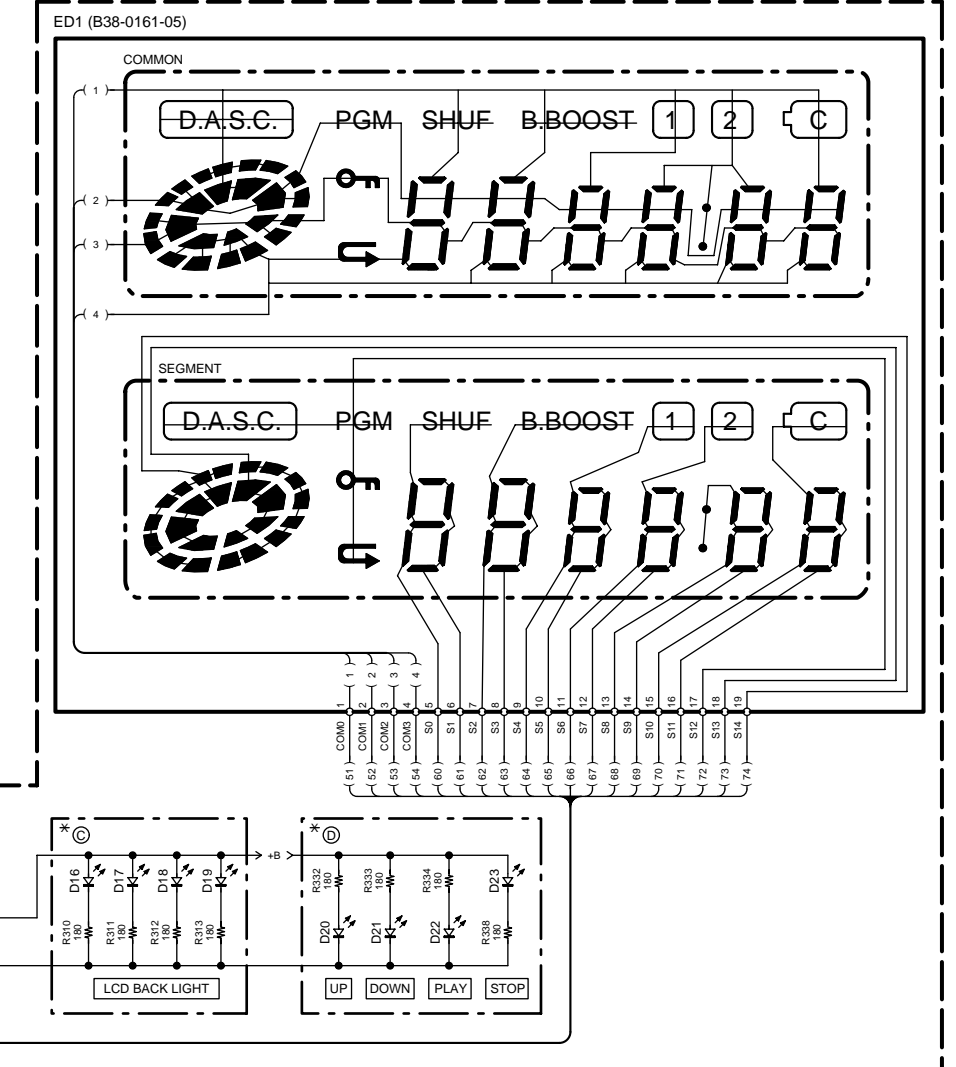 ED1 (B38-0161-05)
COMMON
( 1 )
D.A.S.C. PGM SHUF B.BOOST 1 2 C
( 2 )
( 3 )
( 4 )
SEGMENT
D.A.S.C. PGM SHUF B.BOOST 1 2 C
1 2 3 4
1 2 3 4 5 6 7 8 9 10 11 12 13 14 15 16 17 18 19
COM0 COM1 COM2 COM3 S0 S1 S2 S3 S4 S5 S6 S7 S8 S9 S10 S11 S12 S13 S14
51 52 53 54 60 61 62 63 64 65 66 67 68 69 70 71 72 73 74
* C
D16 D17 D18 D19
R310 180 R311 180 R312 180 R313 180
LCD BACK LIGHT
+B
* D
R332 180 R333 180 R334 180 D23
D20 D21 D22 R338 180
UP DOWN PLAY STOP